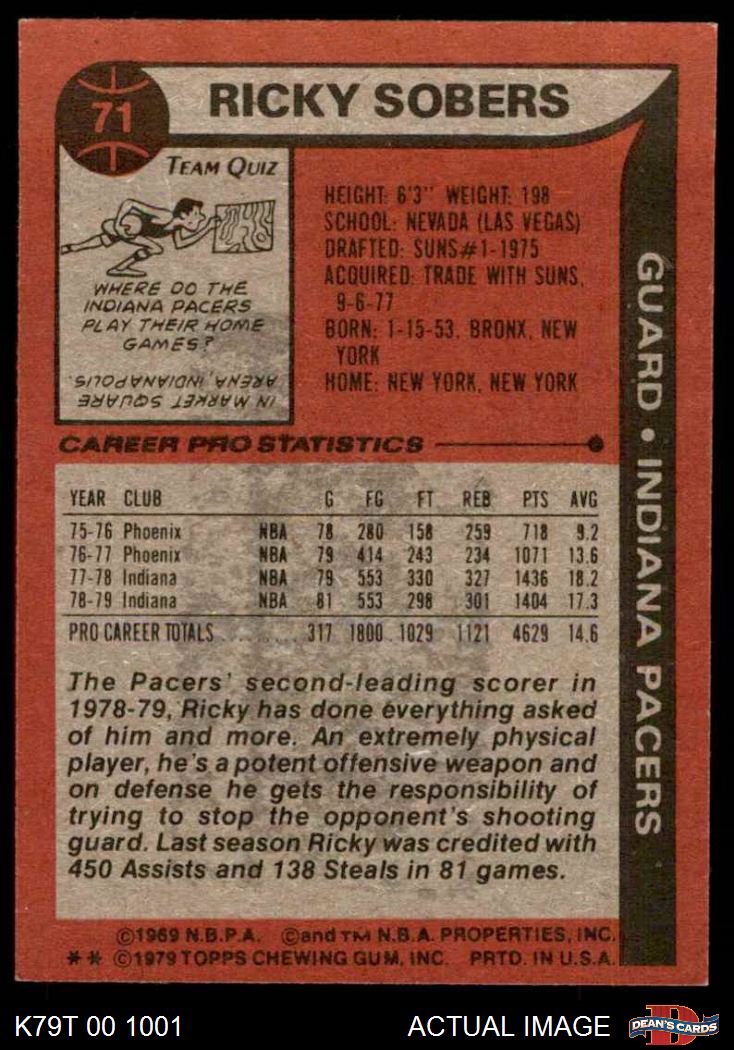 71
RICKY SOBERS
TEAM QUIZ
WHERE DO THE
INDIANA PACERS
PLAY THEIR HOME
GAMES?
IN MARKET SQUARE
ARENA, INDIANAPOLIS.
HEIGHT: 6'3" WEIGHT: 198
SCHOOL: NEVADA (LAS VEGAS)
DRAFTED: SUNS#1-1975
ACQUIRED: TRADE WITH SUNS,
9-6-77
BORN: 1-15-53, BRONX, NEW
YORK
HOME: NEW YORK, NEW YORK
GUARD • INDIANA PACERS
CAREER PRO STATISTICS
YEAR CLUB G FG FT REB PTS AVG
75-76 Phoenix NBA 78 280 158 259 718 9.2
76-77 Phoenix NBA 79 414 243 234 1071 13.6
77-78 Indiana NBA 79 553 330 327 1436 18.2
78-79 Indiana NBA 81 553 298 301 1404 17.3
PRO CAREER TOTALS ......... 317 1800 1029 1121 4629 14.6
The Pacers' second-leading scorer in
1978-79, Ricky has done everything asked
of him and more. An extremely physical
player, he's a potent offensive weapon and
on defense he gets the responsibility of
trying to stop the opponent's shooting
guard. Last season Ricky was credited with
450 Assists and 138 Steals in 81 games.
©1969 N.B.P.A. ©and TM N.B.A. PROPERTIES, INC.
** ©1979 TOPPS CHEWING GUM, INC. PRTD. IN U.S.A.
K79T 00 1001
ACTUAL IMAGE
DEAN'S CARDS